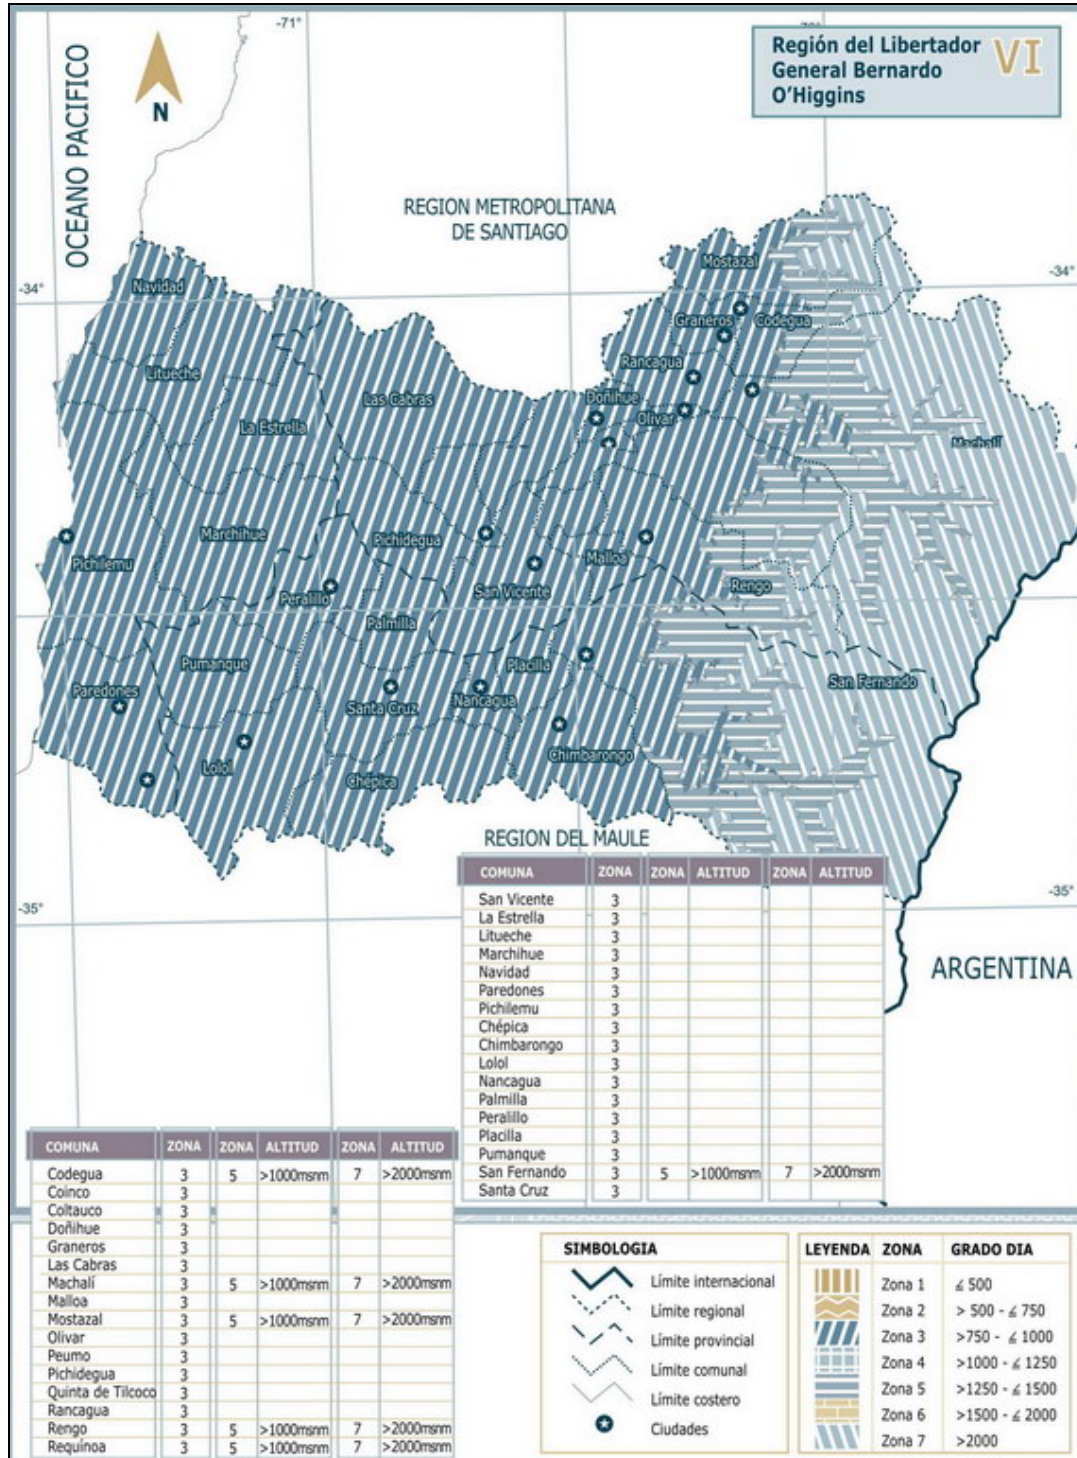 -71°
-70°
Región del Libertador
General Bernardo
O'Higgins
VI
OCEANO PACIFICO
N
REGION METROPOLITANA
DE SANTIAGO
-34°
-34°
Navidad
Mostazal
Graneros
Codegua
Litueche
Rancagua
Las Cabras
Doñihue
La Estrella
Olivar
Machalí
Marchihue
Pichidegua
Pichilemu
Malloa
San Vicente
Rengo
Peralillo
Palmilla
Pumanque
Placilla
San Fernando
Paredones
Nancagua
Santa Cruz
Chimbarongo
Lolol
Chépica
REGION DEL MAULE
-35°
-35°
ARGENTINA
COMUNA ZONA ZONA ALTITUD ZONA ALTITUD
San Vicente 3
La Estrella 3
Litueche 3
Marchihue 3
Navidad 3
Paredones 3
Pichilemu 3
Chépica 3
Chimbarongo 3
Lolol 3
Nancagua 3
Palmilla 3
Peralillo 3
Placilla 3
Pumanque 3
San Fernando 3 5 >1000msnm 7 >2000msnm
Santa Cruz 3
COMUNA ZONA ZONA ALTITUD ZONA ALTITUD
Codegua 3 5 >1000msnm 7 >2000msnm
Coinco 3
Coltauco 3
Doñihue 3
Graneros 3
Las Cabras 3
Machalí 3 5 >1000msnm 7 >2000msnm
Malloa 3
Mostazal 3 5 >1000msnm 7 >2000msnm
Olivar 3
Peumo 3
Pichidegua 3
Quinta de Tilcoco 3
Rancagua 3
Rengo 3 5 >1000msnm 7 >2000msnm
Requínoa 3 5 >1000msnm 7 >2000msnm
SIMBOLOGIA
Límite internacional
Límite regional
Límite provincial
Límite comunal
Límite costero
Ciudades
LEYENDA ZONA GRADO DIA
Zona 1 ≤ 500
Zona 2 > 500 - ≤ 750
Zona 3 >750 - ≤ 1000
Zona 4 >1000 - ≤ 1250
Zona 5 >1250 - ≤ 1500
Zona 6 >1500 - ≤ 2000
Zona 7 >2000